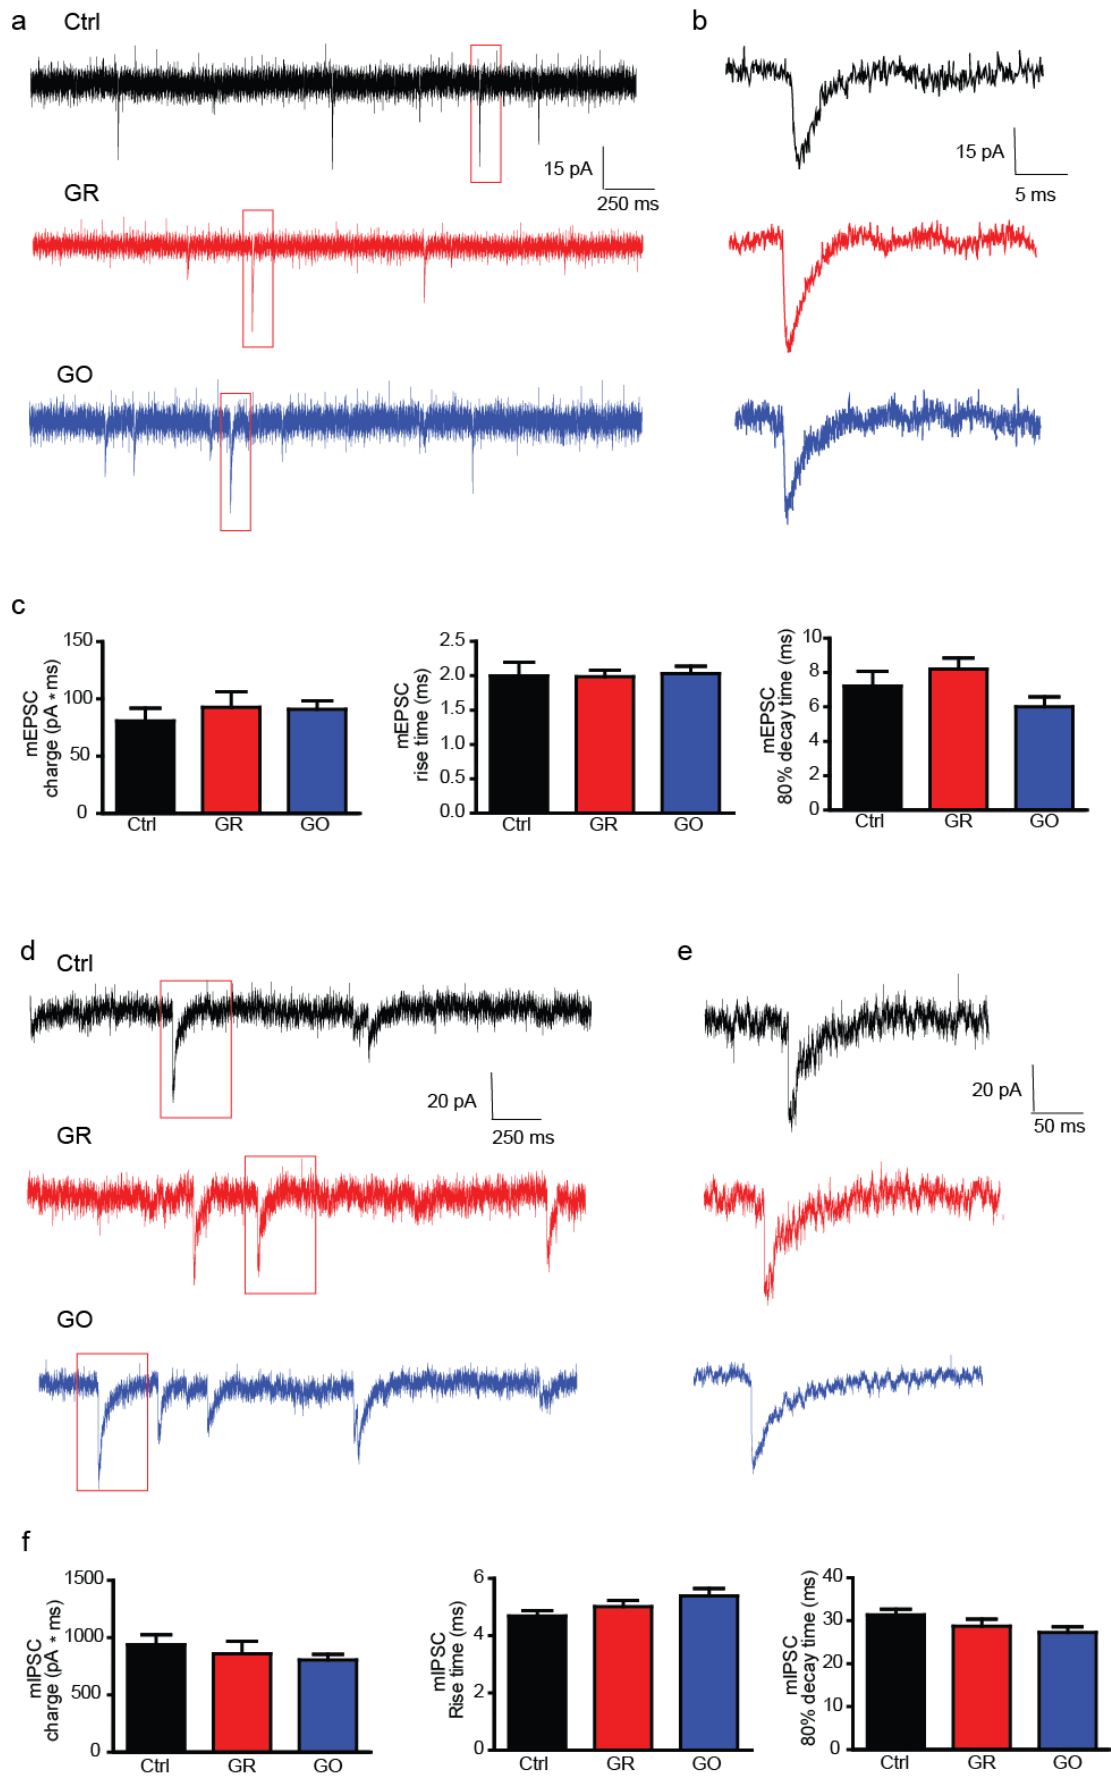 a
Ctrl
15 pA
250 ms
GR
GO
b
15 pA
5 ms
c
mEPSC
charge (pA * ms)
150
100
50
0
Ctrl GR GO
mEPSC
rise time (ms)
2.5
2.0
1.5
1.0
0.5
0.0
Ctrl GR GO
mEPSC
80% decay time (ms)
10
8
6
4
2
0
Ctrl GR GO
d
Ctrl
20 pA
250 ms
GR
GO
e
20 pA
50 ms
f
mIPSC
charge (pA * ms)
1500
1000
500
0
Ctrl GR GO
mIPSC
Rise time (ms)
6
4
2
0
Ctrl GR GO
mIPSC
80% decay time (ms)
40
30
20
10
0
Ctrl GR GO